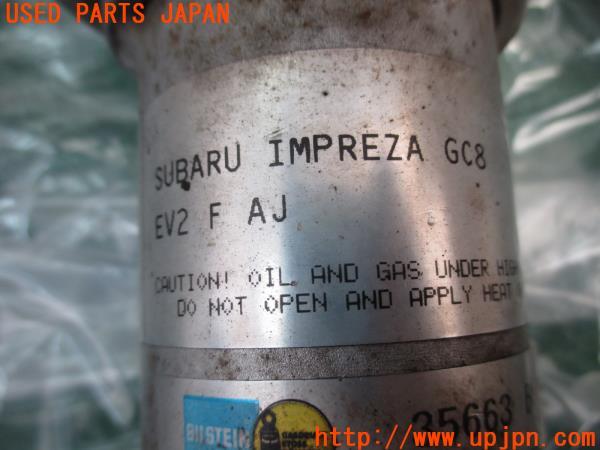 USED PARTS JAPAN
SUBARU IMPREZA GC8
EV2 F AJ
CAUTION! OIL AND GAS UNDER HIGH
DO NOT OPEN AND APPLY HEAT
BILSTEIN
35663
http://www.upjpn.com